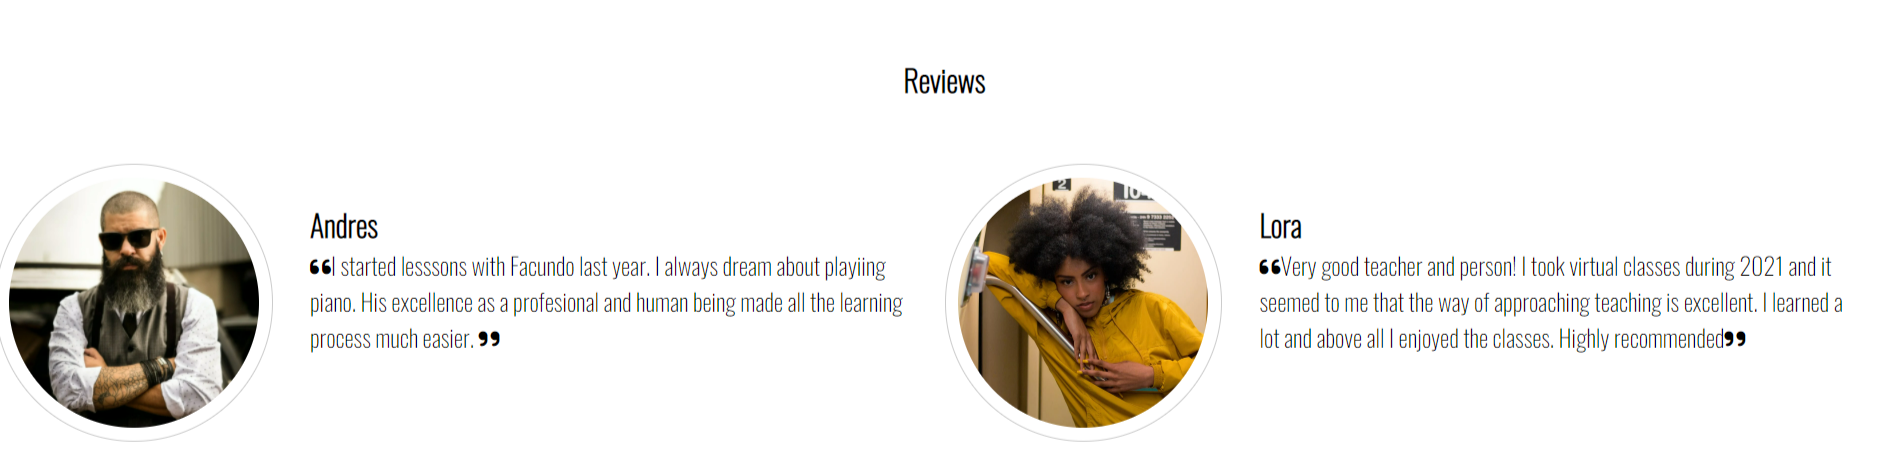 Reviews
Andres
❝I started lesssons with Facundo last year. I always dream about playiing
piano. His excellence as a profesional and human being made all the learning
process much easier. ❞
Lora
❝Very good teacher and person! I took virtual classes during 2021 and it
seemed to me that the way of approaching teaching is excellent. I learned a
lot and above all I enjoyed the classes. Highly recommended❞
2